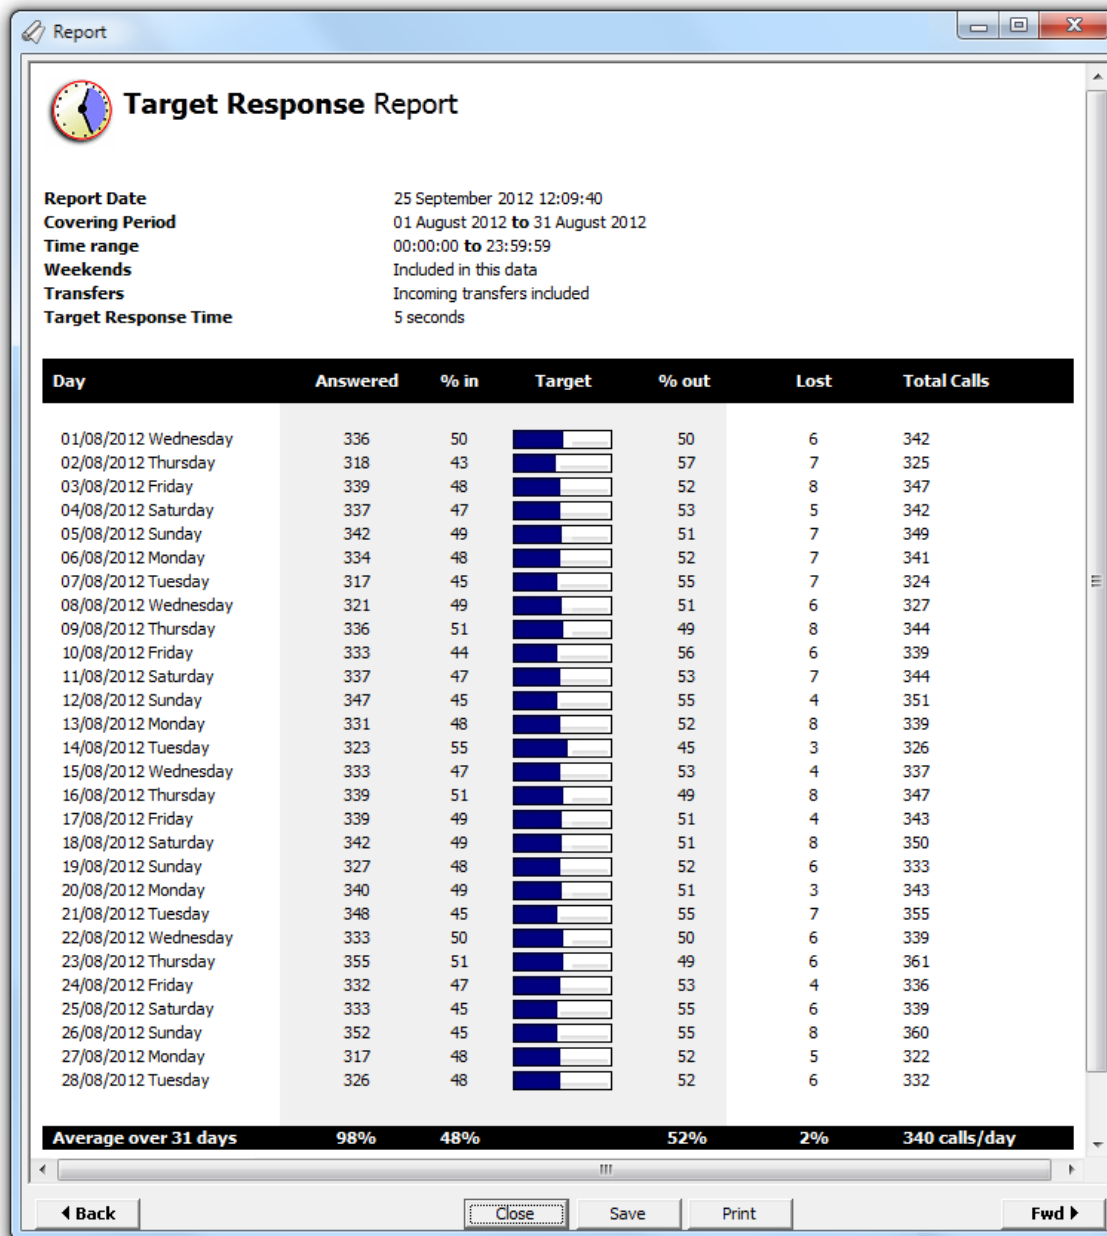 Report
Target Response Report
Report Date 25 September 2012 12:09:40
Covering Period 01 August 2012 to 31 August 2012
Time range 00:00:00 to 23:59:59
Weekends Included in this data
Transfers Incoming transfers included
Target Response Time 5 seconds
Day Answered % in Target % out Lost Total Calls
01/08/2012 Wednesday 336 50 50 6 342
02/08/2012 Thursday 318 43 57 7 325
03/08/2012 Friday 339 48 52 8 347
04/08/2012 Saturday 337 47 53 5 342
05/08/2012 Sunday 342 49 51 7 349
06/08/2012 Monday 334 48 52 7 341
07/08/2012 Tuesday 317 45 55 7 324
08/08/2012 Wednesday 321 49 51 6 327
09/08/2012 Thursday 336 51 49 8 344
10/08/2012 Friday 333 44 56 6 339
11/08/2012 Saturday 337 47 53 7 344
12/08/2012 Sunday 347 45 55 4 351
13/08/2012 Monday 331 48 52 8 339
14/08/2012 Tuesday 323 55 45 3 326
15/08/2012 Wednesday 333 47 53 4 337
16/08/2012 Thursday 339 51 49 8 347
17/08/2012 Friday 339 49 51 4 343
18/08/2012 Saturday 342 49 51 8 350
19/08/2012 Sunday 327 48 52 6 333
20/08/2012 Monday 340 49 51 3 343
21/08/2012 Tuesday 348 45 55 7 355
22/08/2012 Wednesday 333 50 50 6 339
23/08/2012 Thursday 355 51 49 6 361
24/08/2012 Friday 332 47 53 4 336
25/08/2012 Saturday 333 45 55 6 339
26/08/2012 Sunday 352 45 55 8 360
27/08/2012 Monday 317 48 52 5 322
28/08/2012 Tuesday 326 48 52 6 332
Average over 31 days 98% 48% 52% 2% 340 calls/day
Back Close Save Print Fwd